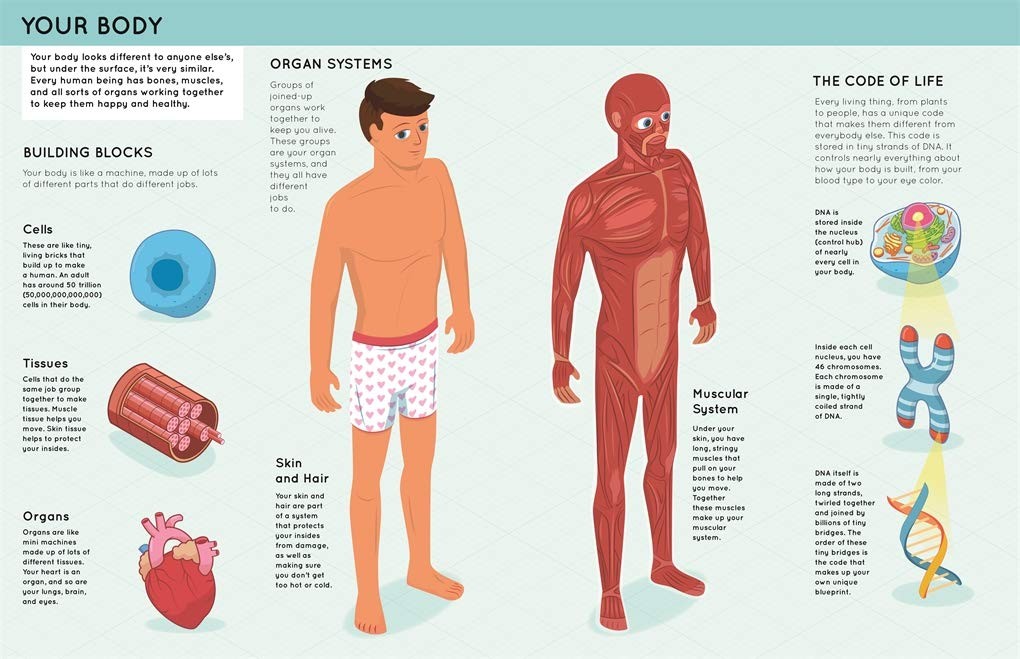 YOUR BODY
Your body looks different to anyone else's,
but under the surface, it's very similar.
Every human being has bones, muscles,
and all sorts of organs working together
to keep them happy and healthy.
BUILDING BLOCKS
Your body is like a machine, made up of lots
of different parts that do different jobs.
Cells
These are like tiny,
living bricks that
build up to make
a human. An adult
has around 50 trillion
(50,000,000,000,000)
cells in their body.
Tissues
Cells that do the
same job group
together to make
tissues. Muscle
tissue helps you
move. Skin tissue
helps to protect
your insides.
Organs
Organs are like
mini machines
made up of lots of
different tissues.
Your heart is an
organ, and so are
your lungs, brain,
and eyes.
ORGAN SYSTEMS
Groups of
joined-up
organs work
together to
keep you alive.
These groups
are your organ
systems, and
they all have
different
jobs
to do.
Skin
and Hair
Your skin and
hair are part
of a system
that protects
your insides
from damage,
as well as
making sure
you don't get
too hot or cold.
Muscular
System
Under your
skin, you have
long, stringy
muscles that
pull on your
bones to help
you move.
Together
these muscles
make up your
muscular
system.
THE CODE OF LIFE
Every living thing, from plants
to people, has a unique code
that makes them different from
everybody else. This code is
stored in tiny strands of DNA. It
controls nearly everything about
how your body is built, from your
blood type to your eye color.
DNA is
stored inside
the nucleus
(control hub)
of nearly
every cell in
your body.
Inside each cell
nucleus, you have
46 chromosomes.
Each chromosome
is made of a
single, tightly
coiled strand
of DNA.
DNA itself is
made of two
long strands,
twirled together
and joined by
billions of tiny
bridges. The
order of these
tiny bridges is
the code that
makes up your
own unique
blueprint.